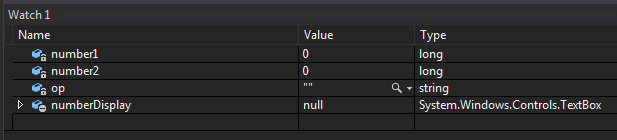 Watch 1
Name Value Type
number1 0 long
number2 0 long
op "" string
numberDisplay null System.Windows.Controls.TextBox